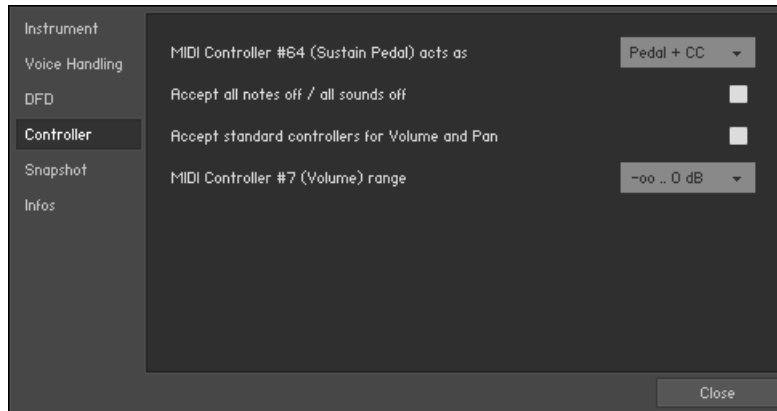 Instrument
Voice Handling
DFD
Controller
Snapshot
Infos
MIDI Controller #64 (Sustain Pedal) acts as
Pedal + CC
Accept all notes off / all sounds off
Accept standard controllers for Volume and Pan
MIDI Controller #7 (Volume) range
-oo .. 0 dB
Close